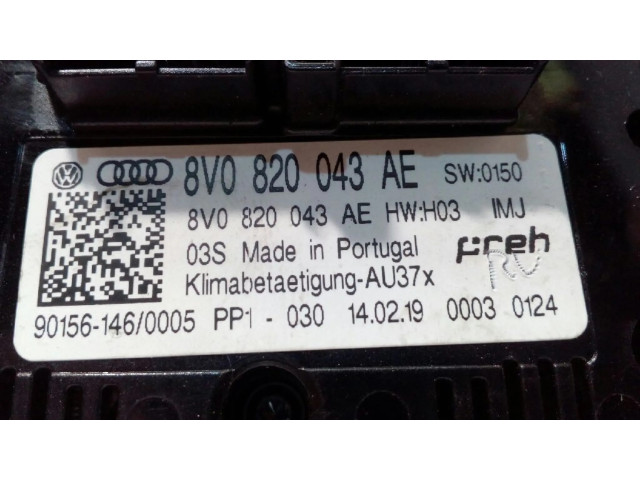 8V0 820 043 AE SW:0150
8V0 820 043 AE HW:H03 IMJ
03S Made in Portugal preh
Klimabetaetigung-AU37x
90156-146/0005 PP1 - 030 14.02.19 0003 0124